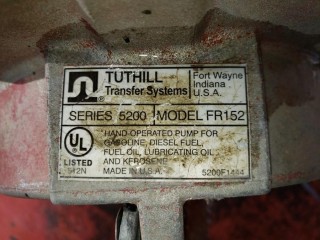 TUTHILL
Transfer Systems
Fort Wayne
Indiana
U.S.A.
SERIES 5200 MODEL FR152
HAND-OPERATED PUMP FOR
GASOLINE, DIESEL FUEL,
FUEL OIL, LUBRICATING OIL
AND KEROSENE
MADE IN U.S.A.
UL
LISTED
®